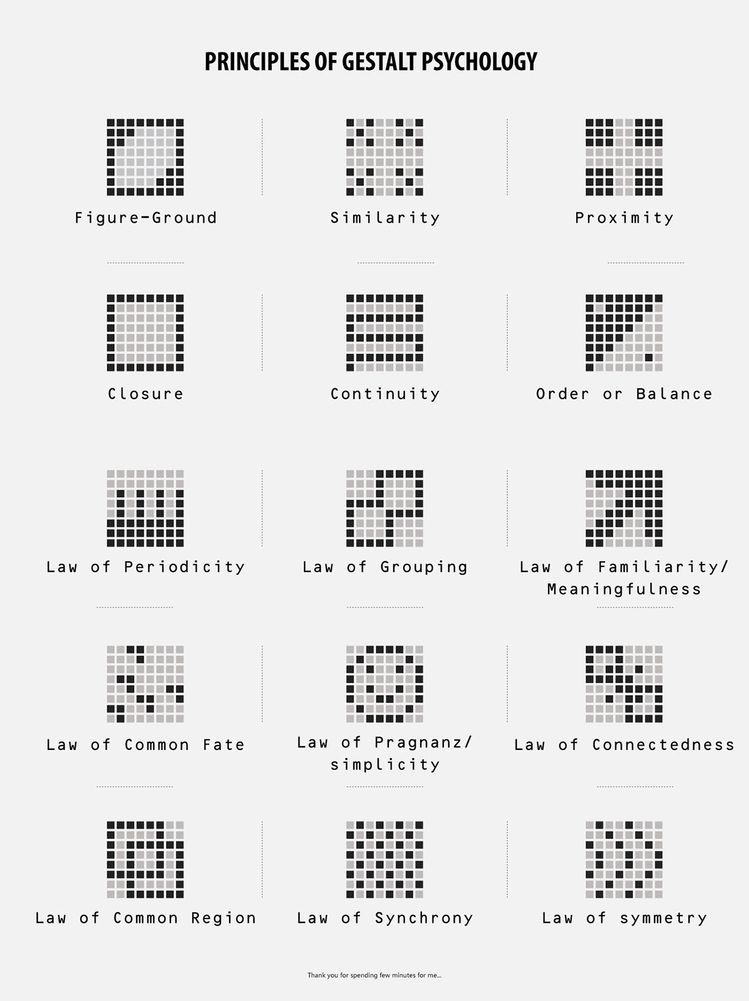 PRINCIPLES OF GESTALT PSYCHOLOGY
Figure-Ground
Similarity
Proximity
Closure
Continuity
Order or Balance
Law of Periodicity
Law of Grouping
Law of Familiarity/
Meaningfulness
Law of Common Fate
Law of Pragnanz/
simplicity
Law of Connectedness
Law of Common Region
Law of Synchrony
Law of symmetry
Thank you for spending few minutes for me...